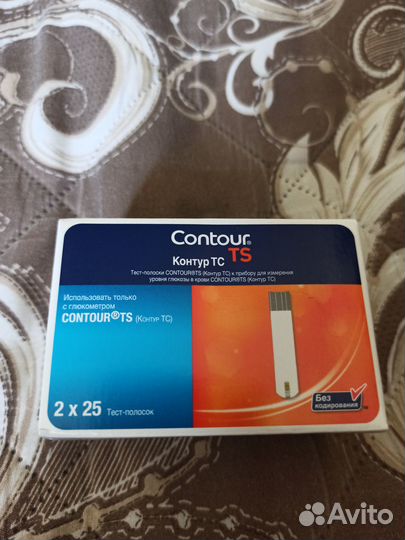 Contour®
TS
Контур ТС
Тест-полоски CONTOUR®TS (Контур ТС) к прибору для измерения
уровня глюкозы в крови CONTOUR®TS (Контур ТС)
Использовать только
с глюкометром
CONTOUR®TS (Контур ТС)
2 x 25 Тест-полосок
Без
кодирования™
Avito